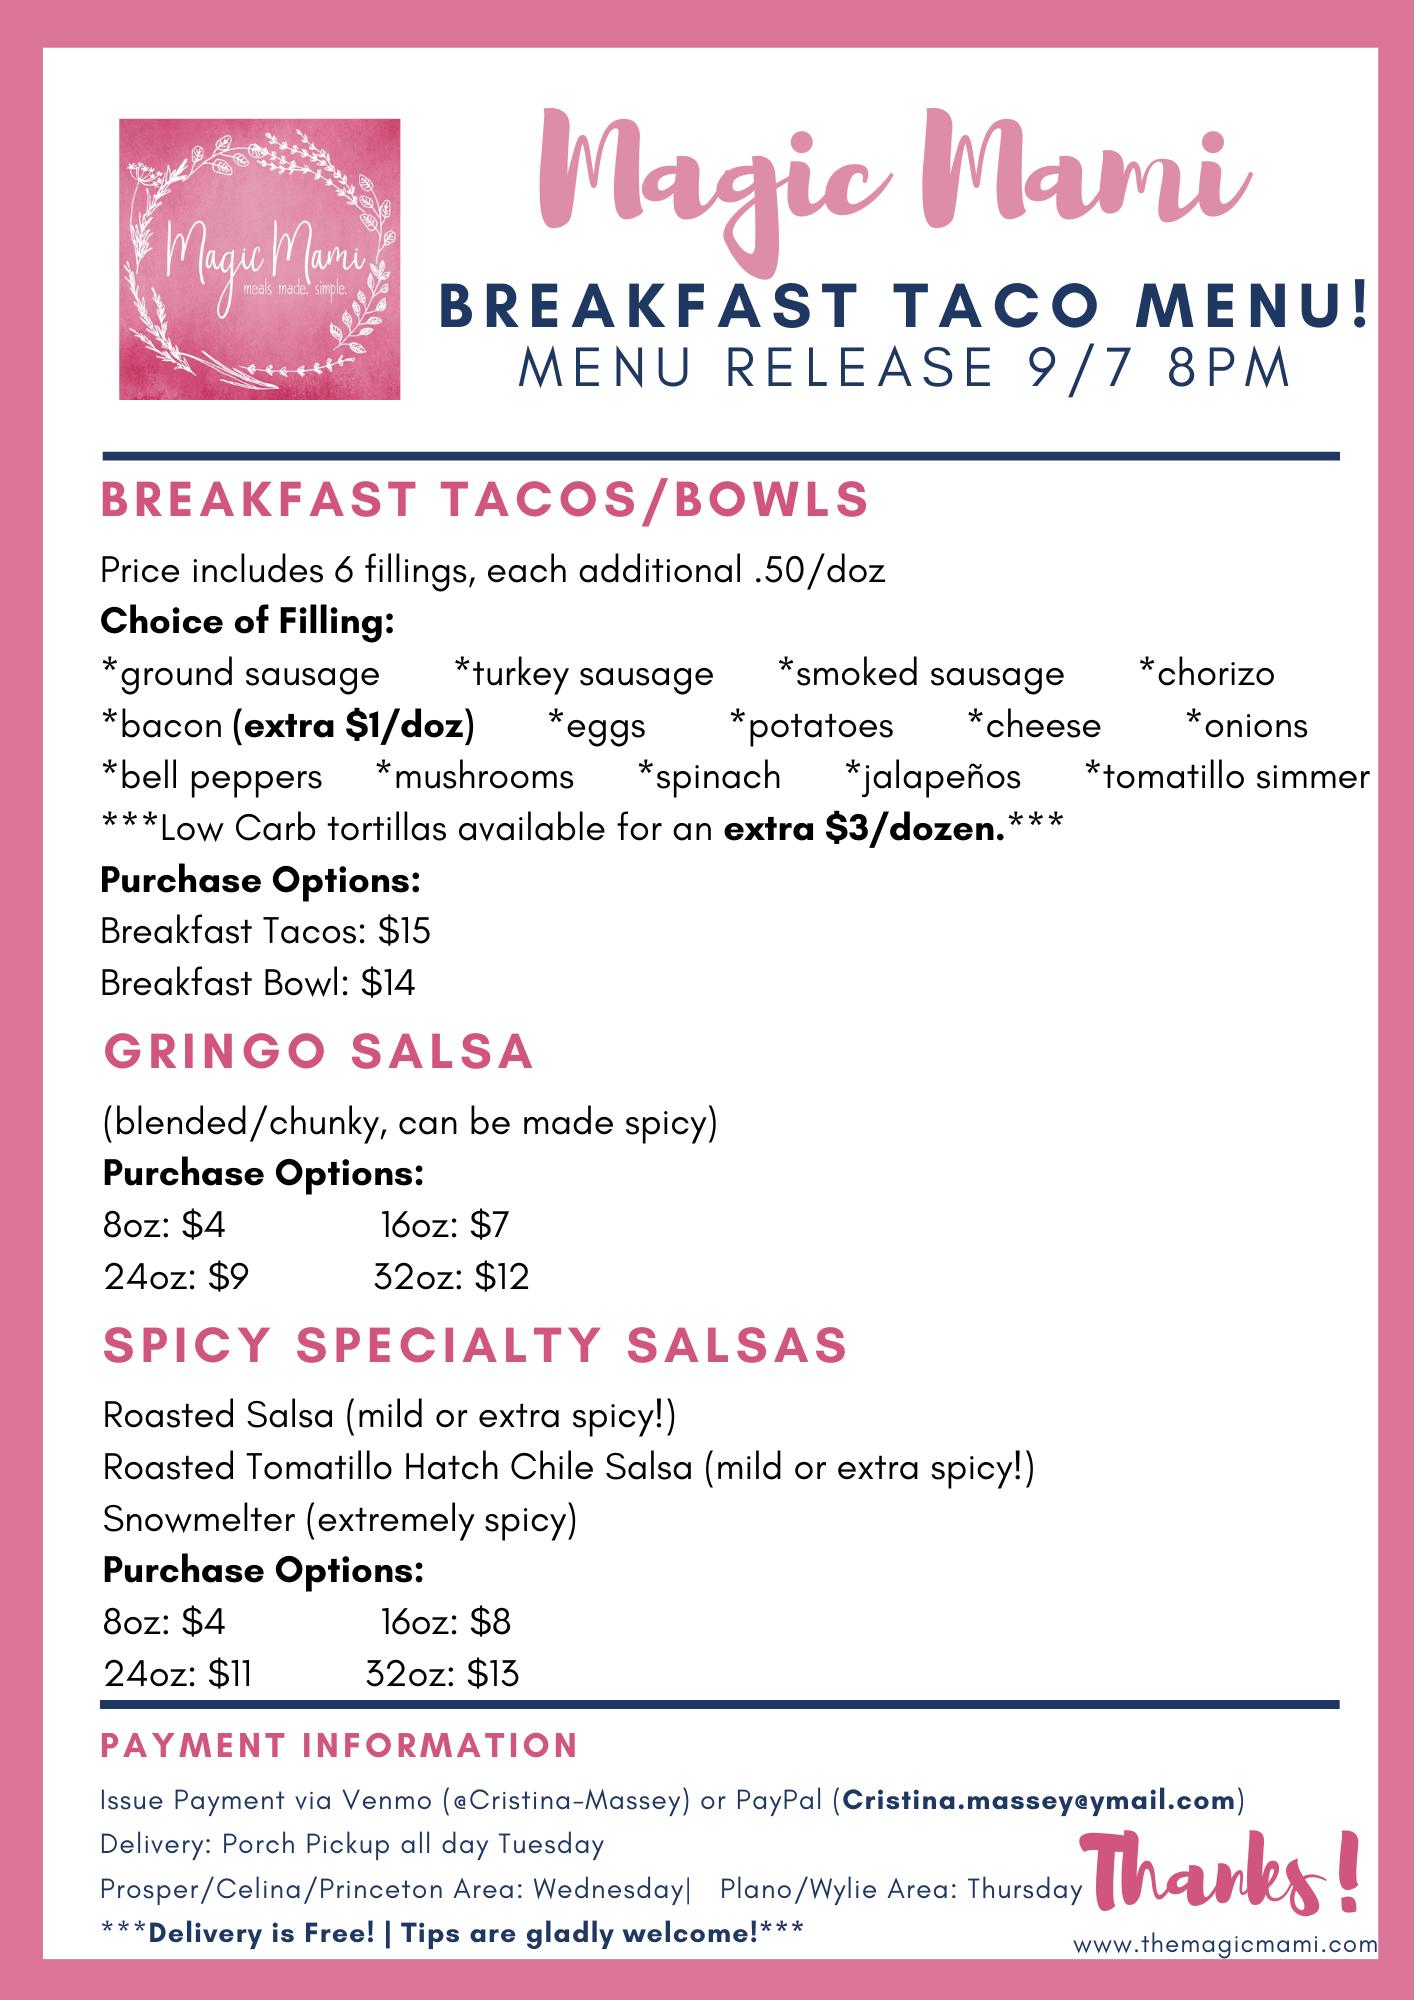 Magic Mami
meals made. simple.
Magic Mami
BREAKFAST TACO MENU!
MENU RELEASE 9/7 8PM
BREAKFAST TACOS/BOWLS
Price includes 6 fillings, each additional .50/doz
Choice of Filling:
*ground sausage *turkey sausage *smoked sausage *chorizo
*bacon (extra $1/doz) *eggs *potatoes *cheese *onions
*bell peppers *mushrooms *spinach *jalapeños *tomatillo simmer
***Low Carb tortillas available for an extra $3/dozen.***
Purchase Options:
Breakfast Tacos: $15
Breakfast Bowl: $14
GRINGO SALSA
(blended/chunky, can be made spicy)
Purchase Options:
8oz: $4 16oz: $7
24oz: $9 32oz: $12
SPICY SPECIALTY SALSAS
Roasted Salsa (mild or extra spicy!)
Roasted Tomatillo Hatch Chile Salsa (mild or extra spicy!)
Snowmelter (extremely spicy)
Purchase Options:
8oz: $4 16oz: $8
24oz: $11 32oz: $13
PAYMENT INFORMATION
Issue Payment via Venmo (@Cristina-Massey) or PayPal (Cristina.massey@ymail.com)
Delivery: Porch Pickup all day Tuesday
Prosper/Celina/Princeton Area: Wednesday| Plano/Wylie Area: Thursday
***Delivery is Free! | Tips are gladly welcome!***
Thanks!
www.themagicmami.com